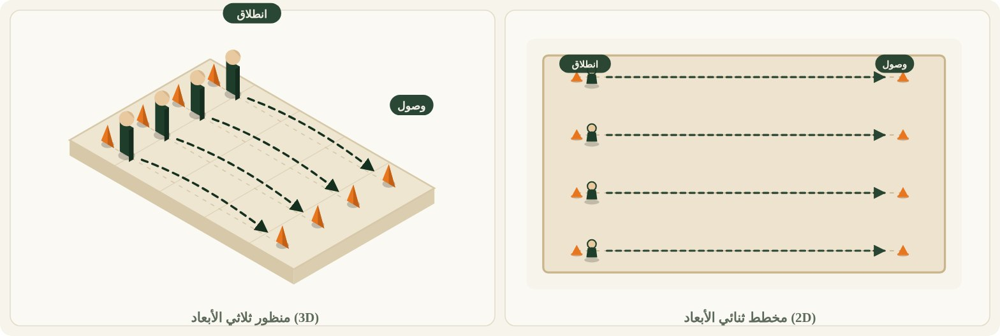 انطلاق
وصول
منظور ثلاثي الأبعاد (3D)
انطلاق
وصول
مخطط ثنائي الأبعاد (2D)